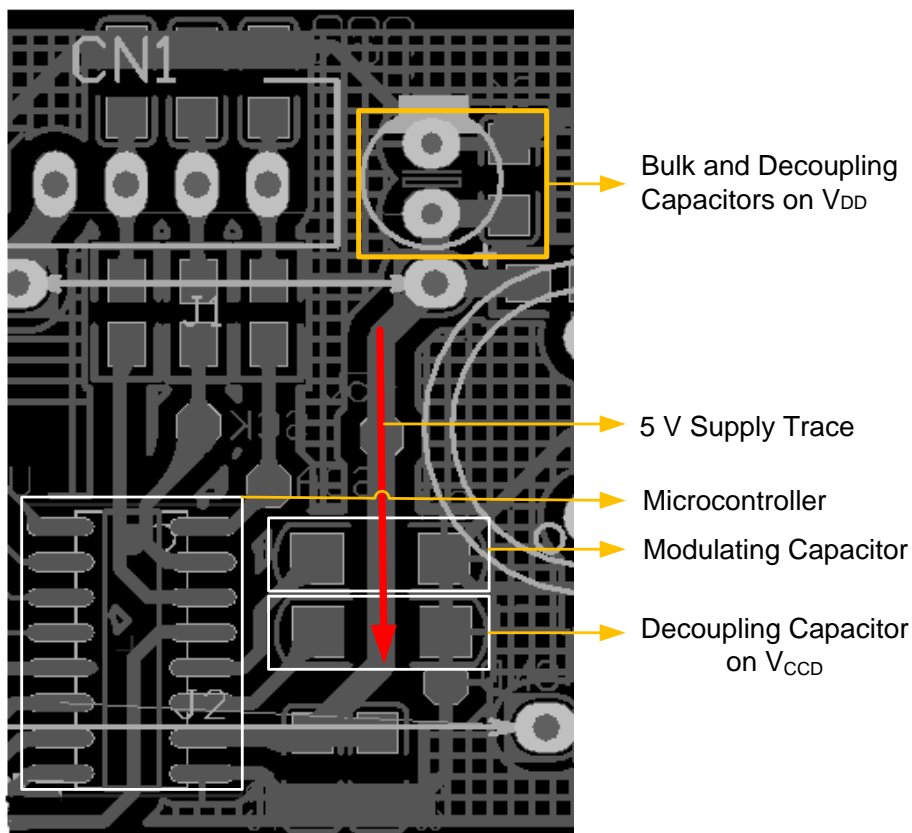 CN1
Bulk and Decoupling
Capacitors on VDD
J1
5 V Supply Trace
Microcontroller
Modulating Capacitor
Decoupling Capacitor
on VCCD
J2